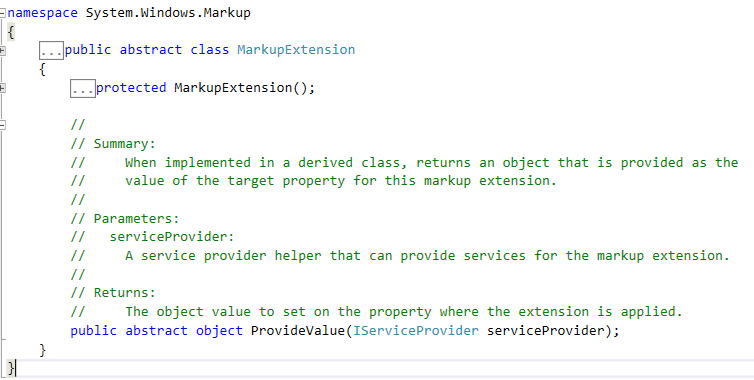 namespace System.Windows.Markup
{
...public abstract class MarkupExtension
{
...protected MarkupExtension();
//
// Summary:
//     When implemented in a derived class, returns an object that is provided as the
//     value of the target property for this markup extension.
//
// Parameters:
//   serviceProvider:
//     A service provider helper that can provide services for the markup extension.
//
// Returns:
//     The object value to set on the property where the extension is applied.
public abstract object ProvideValue(IServiceProvider serviceProvider);
}
}